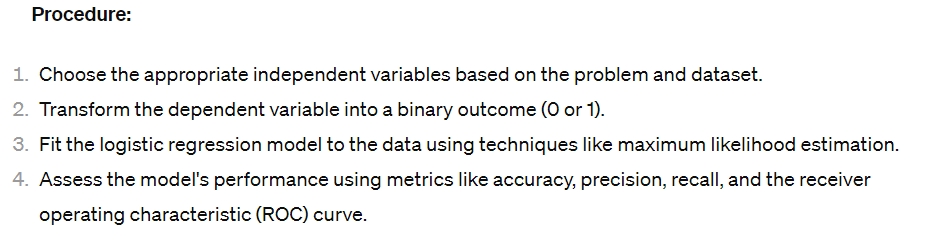 Procedure:
1. Choose the appropriate independent variables based on the problem and dataset.
2. Transform the dependent variable into a binary outcome (0 or 1).
3. Fit the logistic regression model to the data using techniques like maximum likelihood estimation.
4. Assess the model's performance using metrics like accuracy, precision, recall, and the receiver
operating characteristic (ROC) curve.